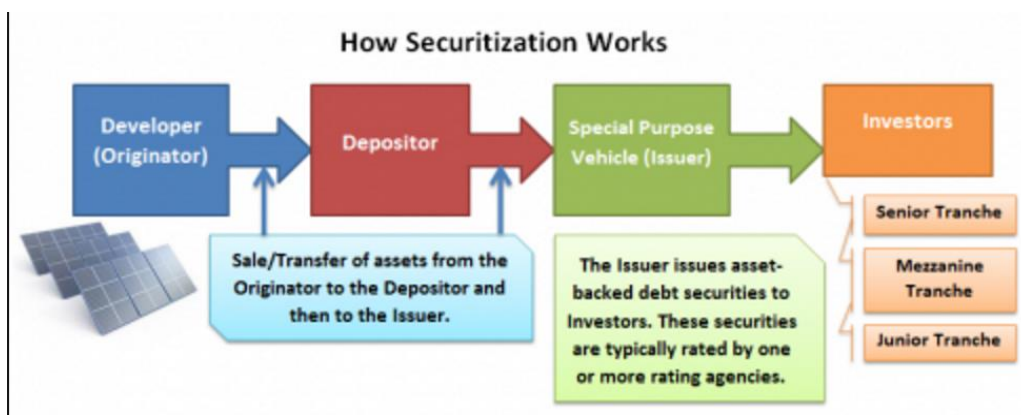 How Securitization Works
Developer
(Originator)
Depositor
Special Purpose
Vehicle (Issuer)
Investors
Senior Tranche
Mezzanine
Tranche
Junior Tranche
Sale/Transfer of assets from the
Originator to the Depositor and
then to the Issuer.
The Issuer issues asset-
backed debt securities to
Investors. These securities
are typically rated by one
or more rating agencies.